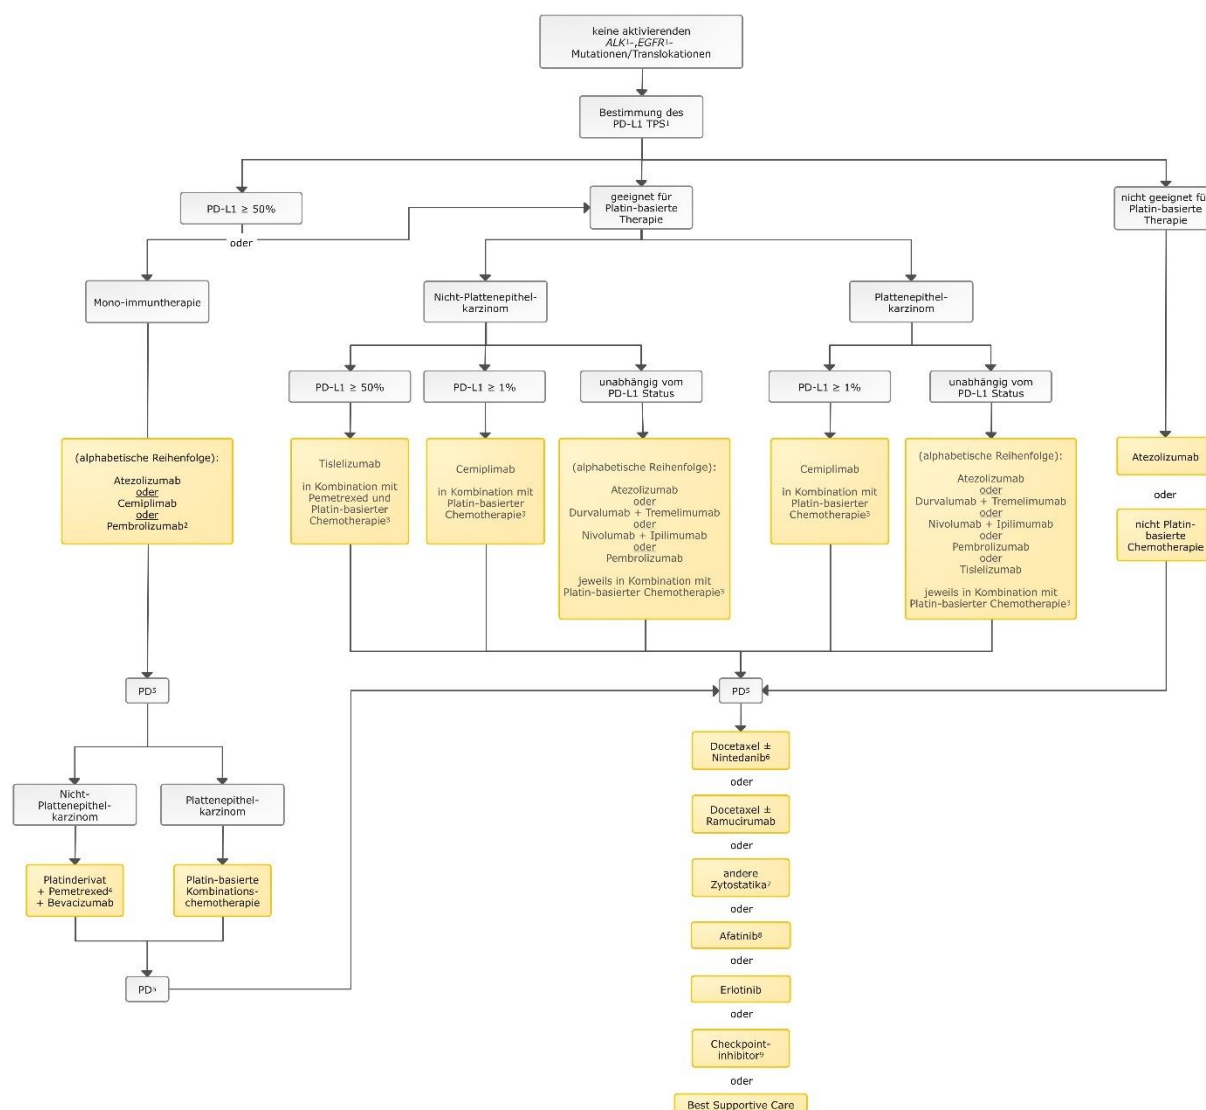 keine aktivierenden
ALK¹-,EGFR¹-
Mutationen/Translokationen
Bestimmung des
PD-L1 TPS¹
PD-L1 ≥ 50%
geeignet für
Platin-basierte
Therapie
nicht geeignet für
Platin-basierte
Therapie
oder
Mono-immuntherapie
Nicht-Plattenepithel-
karzinom
Plattenepithel-
karzinom
PD-L1 ≥ 50%
PD-L1 ≥ 1%
unabhängig vom
PD-L1 Status
PD-L1 ≥ 1%
unabhängig vom
PD-L1 Status
(alphabetische Reihenfolge):
Atezolizumab
oder
Cemiplimab
oder
Pembrolizumab²
Tislelizumab
in Kombination mit
Pemetrexed und
Platin-basierter
Chemotherapie³
Cemiplimab
in Kombination mit
Platin-basierter
Chemotherapie³
(alphabetische Reihenfolge):
Atezolizumab
oder
Durvalumab + Tremelimumab
oder
Nivolumab + Ipilimumab
oder
Pembrolizumab
jeweils in Kombination mit
Platin-basierter Chemotherapie³
Cemiplimab
in Kombination mit
Platin-basierter
Chemotherapie³
(alphabetische Reihenfolge):
Atezolizumab
oder
Durvalumab + Tremelimumab
oder
Nivolumab + Ipilimumab
oder
Pembrolizumab
oder
Tislelizumab
jeweils in Kombination mit
Platin-basierter Chemotherapie³
Atezolizumab
oder
nicht Platin-
basierte
Chemotherapie
PD⁵
PD⁵
Nicht-
Plattenepithel-
karzinom
Plattenepithel-
karzinom
Platinderivat
+ Pemetrexed⁶
+ Bevacizumab
Platin-basierte
Kombinations-
chemotherapie
PD⁵
Docetaxel ±
Nintedanib⁶
oder
Docetaxel ±
Ramucirumab
oder
andere
Zytostatika⁷
oder
Afatinib⁸
oder
Erlotinib
oder
Checkpoint-
inhibitor⁹
oder
Best Supportive Care